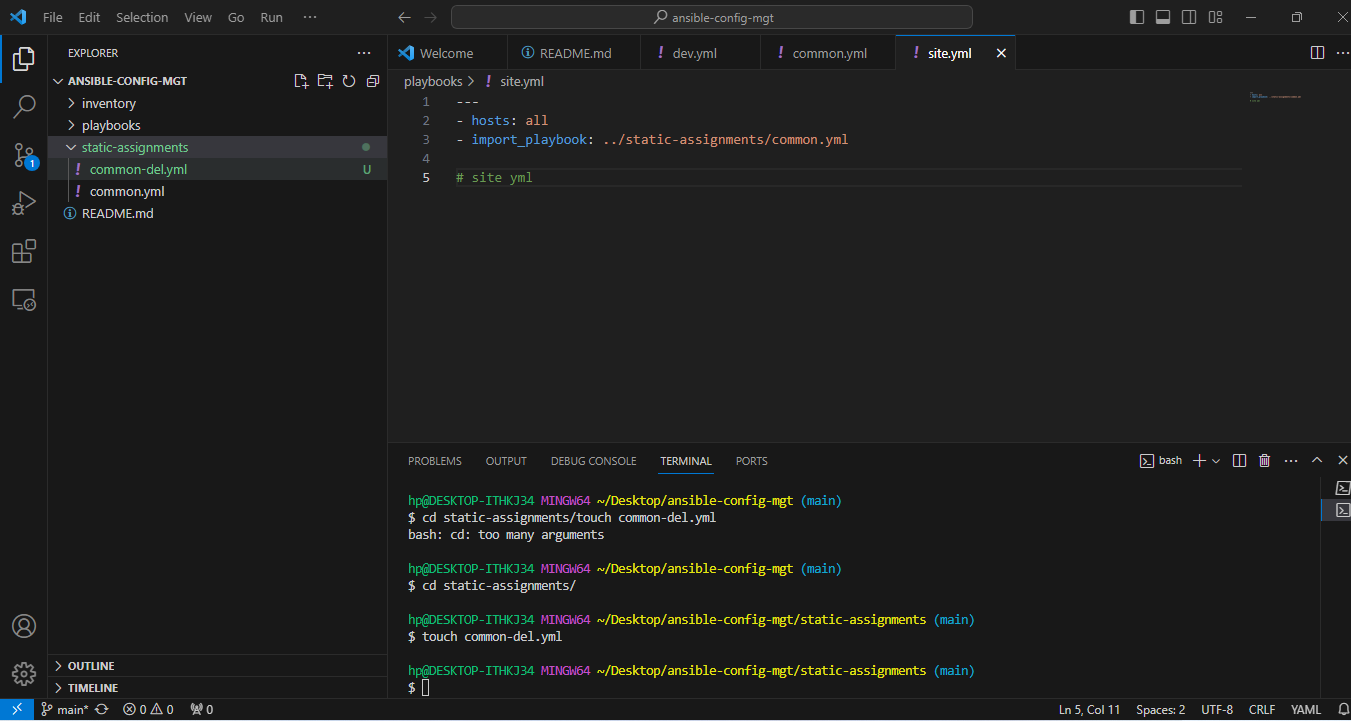 File Edit Selection View Go Run ···
ansible-config-mgt
EXPLORER
ANSIBLE-CONFIG-MGT
inventory
playbooks
static-assignments
! common-del.yml U
! common.yml
README.md
OUTLINE
TIMELINE
1
Welcome README.md ! dev.yml ! common.yml ! site.yml
playbooks > ! site.yml
1 ---
2 - hosts: all
3 - import_playbook: ../static-assignments/common.yml
4
5 # site yml
PROBLEMS OUTPUT DEBUG CONSOLE TERMINAL PORTS
bash
hp@DESKTOP-ITHKJ34 MINGW64 ~/Desktop/ansible-config-mgt (main)
$ cd static-assignments/touch common-del.yml
bash: cd: too many arguments
hp@DESKTOP-ITHKJ34 MINGW64 ~/Desktop/ansible-config-mgt (main)
$ cd static-assignments/
hp@DESKTOP-ITHKJ34 MINGW64 ~/Desktop/ansible-config-mgt/static-assignments (main)
$ touch common-del.yml
hp@DESKTOP-ITHKJ34 MINGW64 ~/Desktop/ansible-config-mgt/static-assignments (main)
$
main* 0 0 0 Ln 5, Col 11 Spaces: 2 UTF-8 CRLF YAML